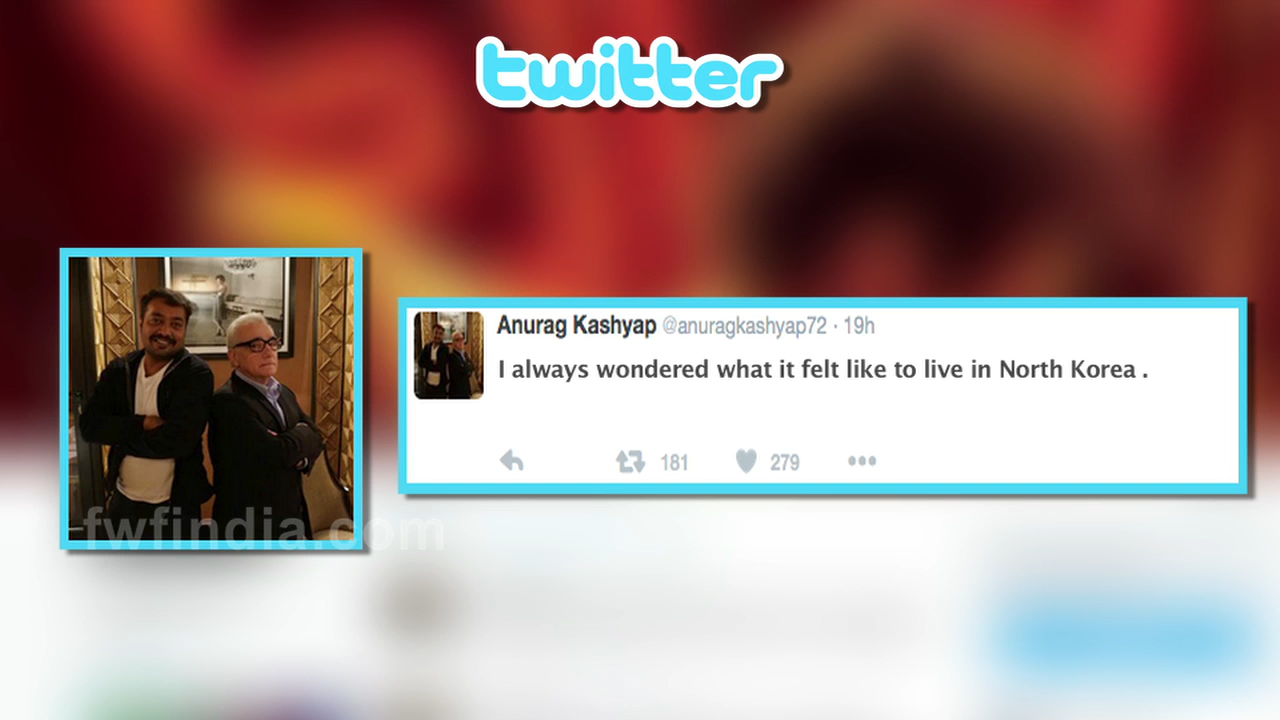 twitter
Anurag Kashyap @anuragkashyap72 · 19h
I always wondered what it felt like to live in North Korea .
181 279
fwfindia.com